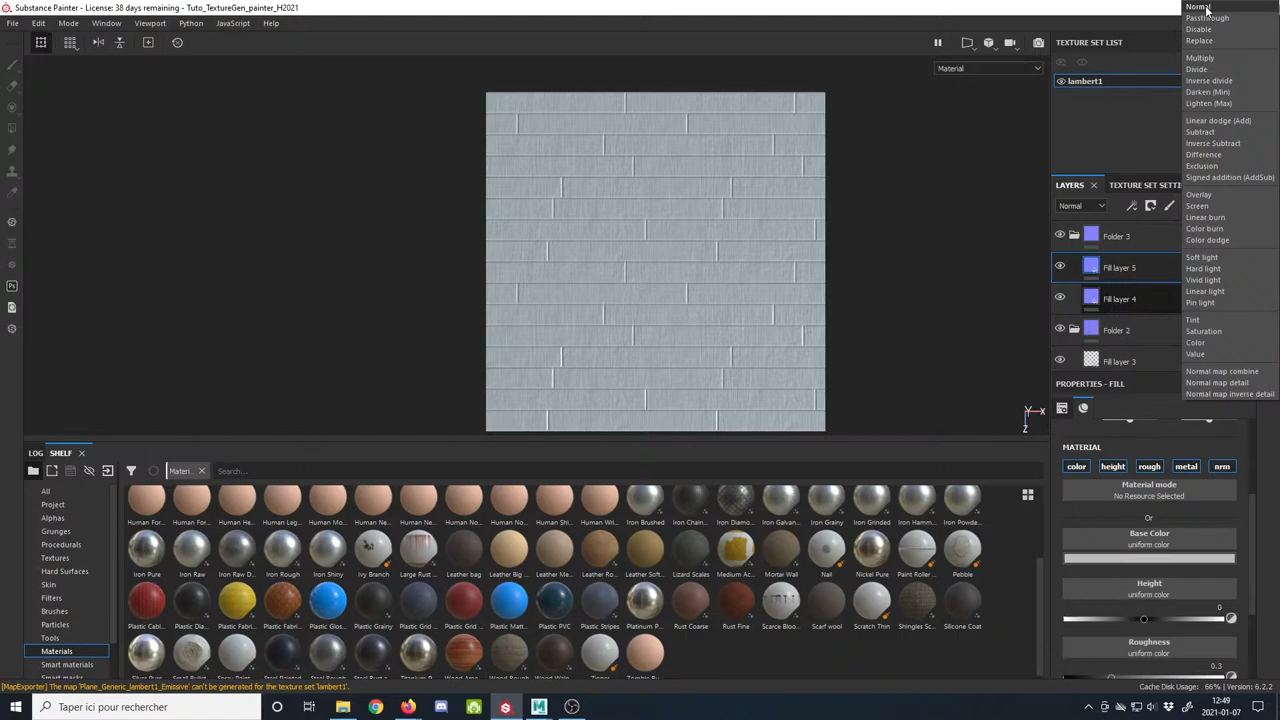 Substance Painter - License: 38 days remaining - Tuto_TextureGen_painter_H2021
File Edit Mode Window Viewport Python JavaScript Help
Material
TEXTURE SET LIST
lambert1
LAYERS TEXTURE SET SETTI
Normal
Folder 3
Fill layer 5
Fill layer 4
Folder 2
Fill layer 3
PROPERTIES - FILL
MATERIAL
color height rough metal nrm
Material mode
No Resource Selected
Or
Base Color
uniform color
Height
uniform color
0
Roughness
uniform color
0.3
Normal
Passthrough
Disable
Replace
Multiply
Divide
Inverse divide
Darken (Min)
Lighten (Max)
Linear dodge (Add)
Subtract
Inverse Subtract
Difference
Exclusion
Signed addition (AddSub)
Overlay
Screen
Linear burn
Color burn
Color dodge
Soft light
Hard light
Vivid light
Linear light
Pin light
Tint
Saturation
Color
Value
Normal map combine
Normal map detail
Normal map inverse detail
Y X
Z
LOG SHELF
Materi... Search...
All
Project
Alphas
Grunges
Procedurals
Textures
Hard Surfaces
Skin
Filters
Brushes
Particles
Tools
Materials
Smart materials
Human For... Human For... Human He... Human Leg... Human Mo... Human Ne... Human Ne... Human No... Human No... Human Shi... Human Wri... Iron Brushed Iron Chain... Iron Diamo... Iron Galvan... Iron Grainy Iron Grinded Iron Hamm... Iron Powde...
Iron Pure Iron Raw Iron Raw D... Iron Rough Iron Shiny Ivy Branch Large Rust ... Leather bag Leather Big ... Leather Me... Leather Ro... Leather Soft... Lizard Scales Medium Ac... Mortar Wall Nail Nickel Pure Paint Roller ... Pebble
Plastic Cabl... Plastic Dia... Plastic Fabri... Plastic Fabri... Plastic Glos... Plastic Grainy Plastic Grid ... Plastic Grid ... Plastic Matt... Plastic PVC Plastic Stripes Platinum P... Rust Coarse Rust Fine Scarce Bloo... Scarf wool Scratch Thin Shingles Sc... Silicone Coat
[MapExporter] The map 'Plane_Generic_lambert1_Emissive' can't be generated for the texture set 'lambert1'.
Cache Disk Usage: 66% | Version: 6.2.2
Taper ici pour rechercher
12:49
2021-01-07